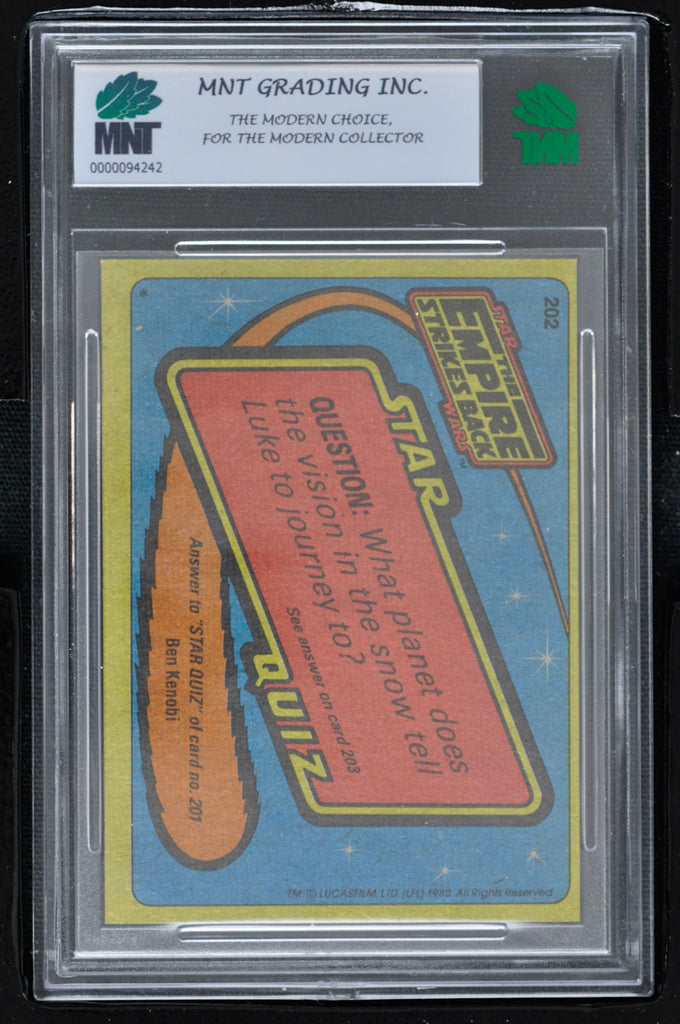 MNT GRADING INC.
THE MODERN CHOICE,
FOR THE MODERN COLLECTOR
MNT
0000094242
MNT
202
STAR
THE
EMPIRE
STRIKES BACK
WARS™
STAR
QUESTION: What planet does
the vision in the snow tell
Luke to journey to?
See answer on card 203
QUIZ
Answer to "STAR QUIZ" of card no. 201
Ben Kenobi
*
TM: © LUCASFILM, LTD. (LFL) 1980. All Rights Reserved